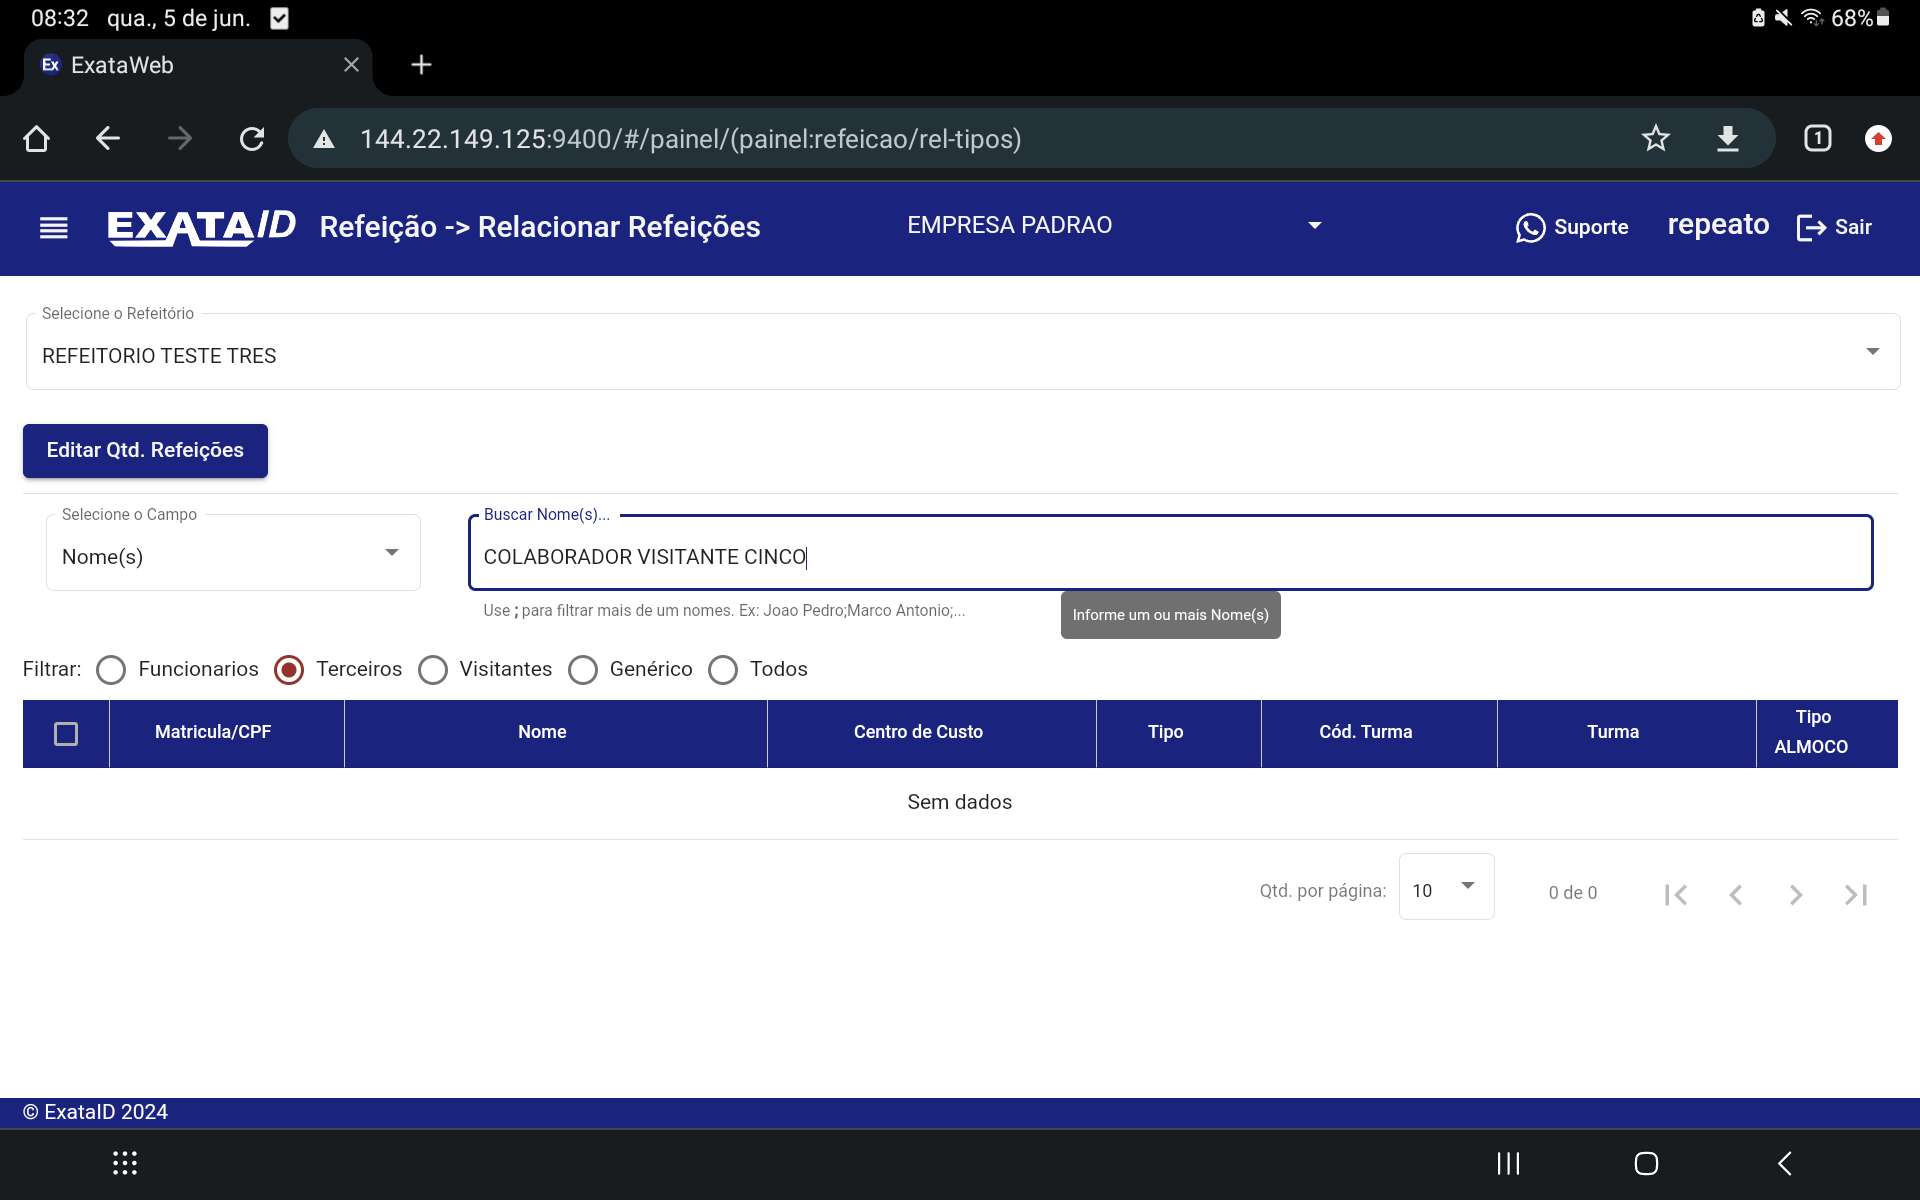 08:32 qua., 5 de jun. 68%
Ex ExataWeb
144.22.149.125:9400/#/painel/(painel:refeicao/rel-tipos) 1
EXATAID Refeição -> Relacionar Refeições EMPRESA PADRAO Suporte repeato Sair
Selecione o Refeitório
REFEITORIO TESTE TRES
Editar Qtd. Refeições
Selecione o Campo
Nome(s)
Buscar Nome(s)...
COLABORADOR VISITANTE CINCO
Use ; para filtrar mais de um nomes. Ex: Joao Pedro;Marco Antonio;...
Informe um ou mais Nome(s)
Filtrar: Funcionarios Terceiros Visitantes Genérico Todos
Matricula/CPF Nome Centro de Custo Tipo Cód. Turma Turma Tipo
ALMOCO
Sem dados
Qtd. por página: 10 0 de 0
© ExataID 2024